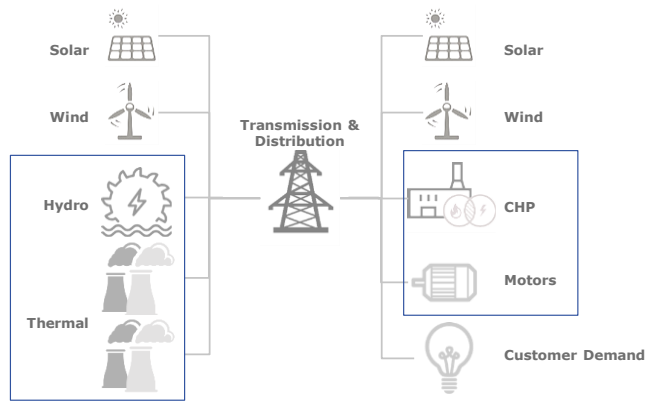 Solar
Wind
Hydro
Thermal
Transmission &
Distribution
Solar
Wind
CHP
Motors
Customer Demand